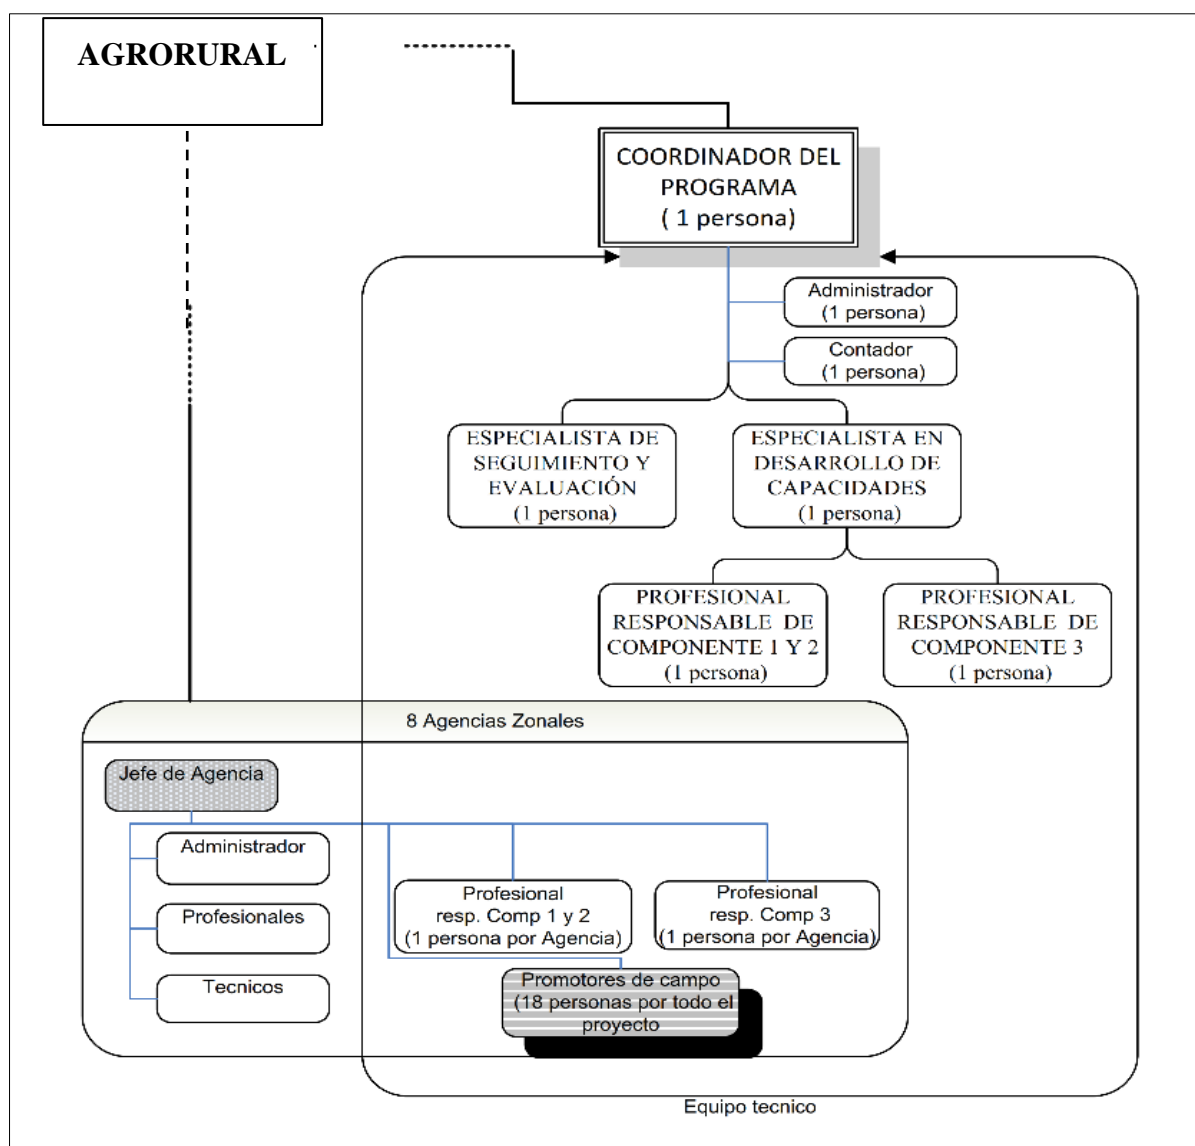 AGRORURAL
COORDINADOR DEL
PROGRAMA
( 1 persona)
Administrador
(1 persona)
Contador
(1 persona)
ESPECIALISTA DE
SEGUIMIENTO Y
EVALUACIÓN
(1 persona)
ESPECIALISTA EN
DESARROLLO DE
CAPACIDADES
(1 persona)
PROFESIONAL
RESPONSABLE DE
COMPONENTE 1 Y 2
(1 persona)
PROFESIONAL
RESPONSABLE DE
COMPONENTE 3
(1 persona)
8 Agencias Zonales
Jefe de Agencia
Administrador
Profesionales
Tecnicos
Profesional
resp. Comp 1 y 2
(1 persona por Agencia)
Profesional
resp. Comp 3
(1 persona por Agencia)
Promotores de campo
(18 personas por todo el
proyecto
Equipo tecnico